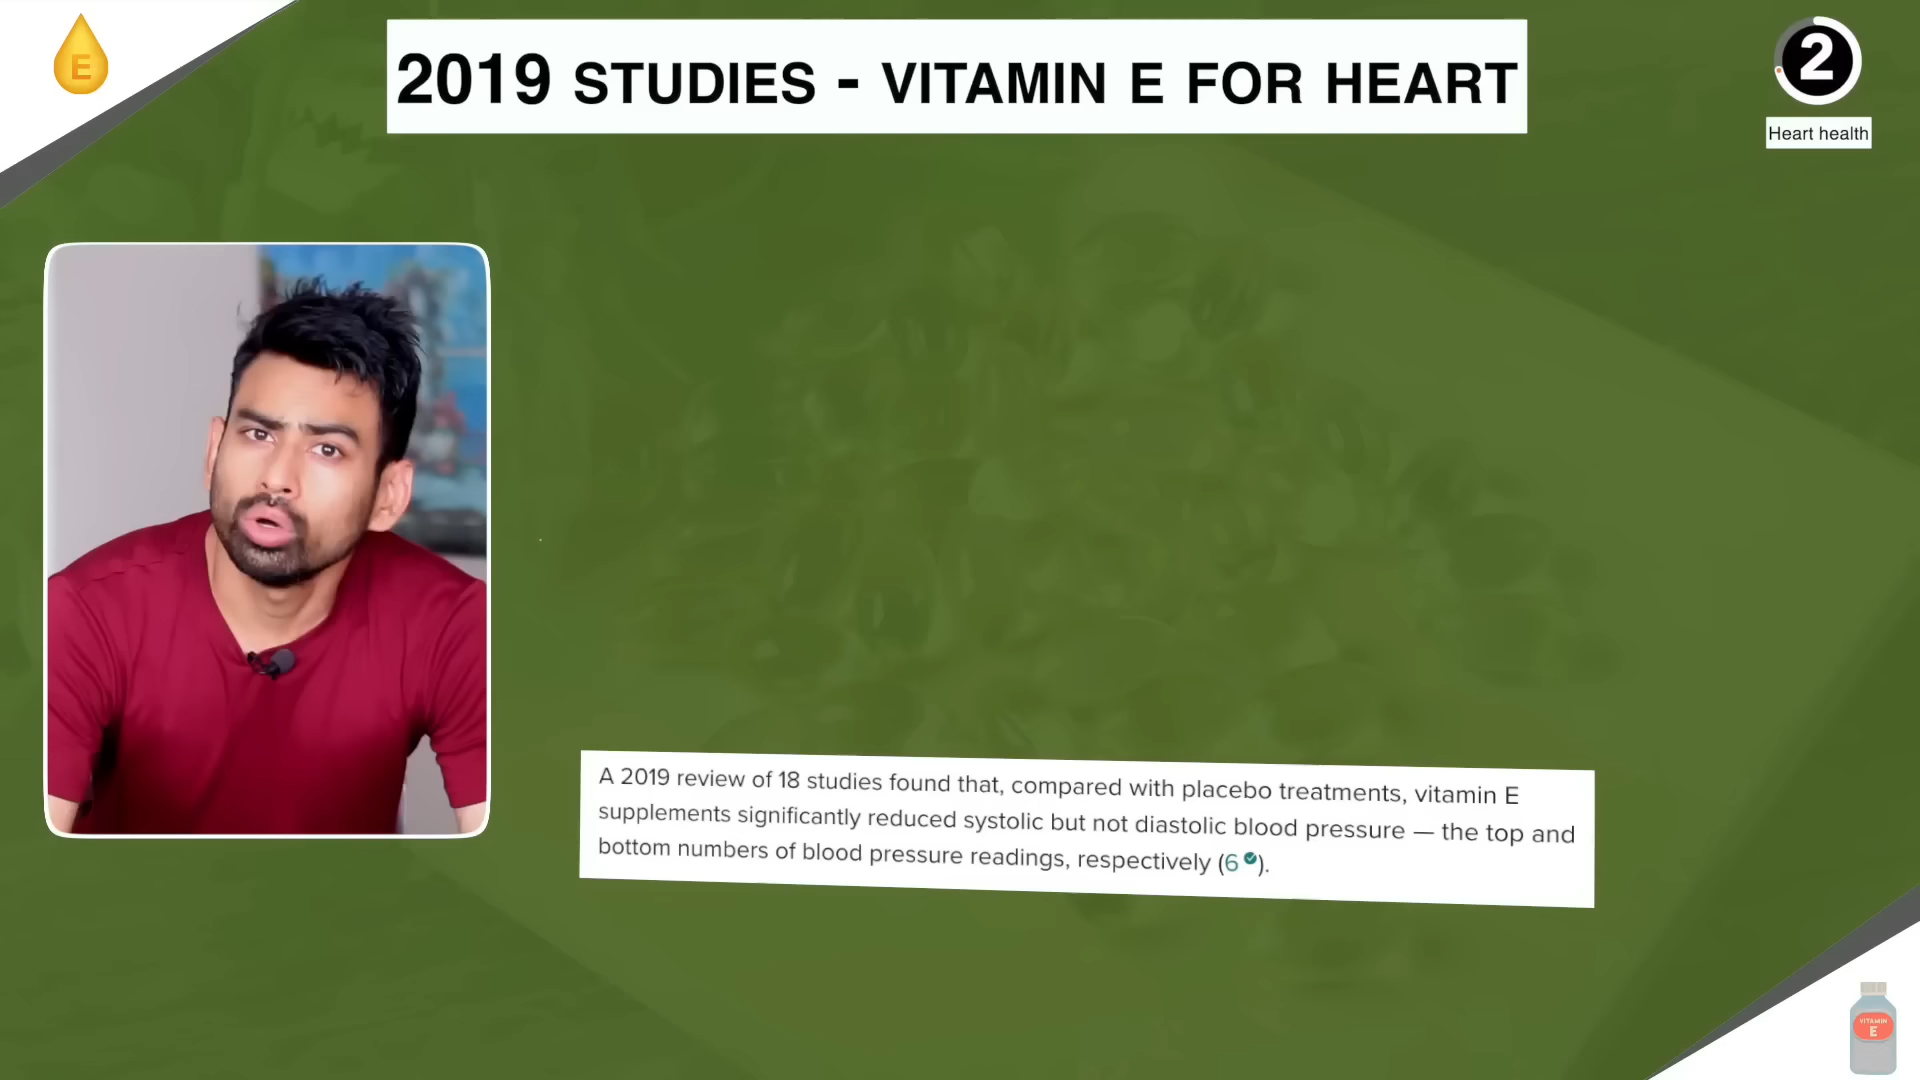 E
2019 STUDIES - VITAMIN E FOR HEART
2
Heart health
A 2019 review of 18 studies found that, compared with placebo treatments, vitamin E
supplements significantly reduced systolic but not diastolic blood pressure — the top and
bottom numbers of blood pressure readings, respectively (6).
VITAMIN
E